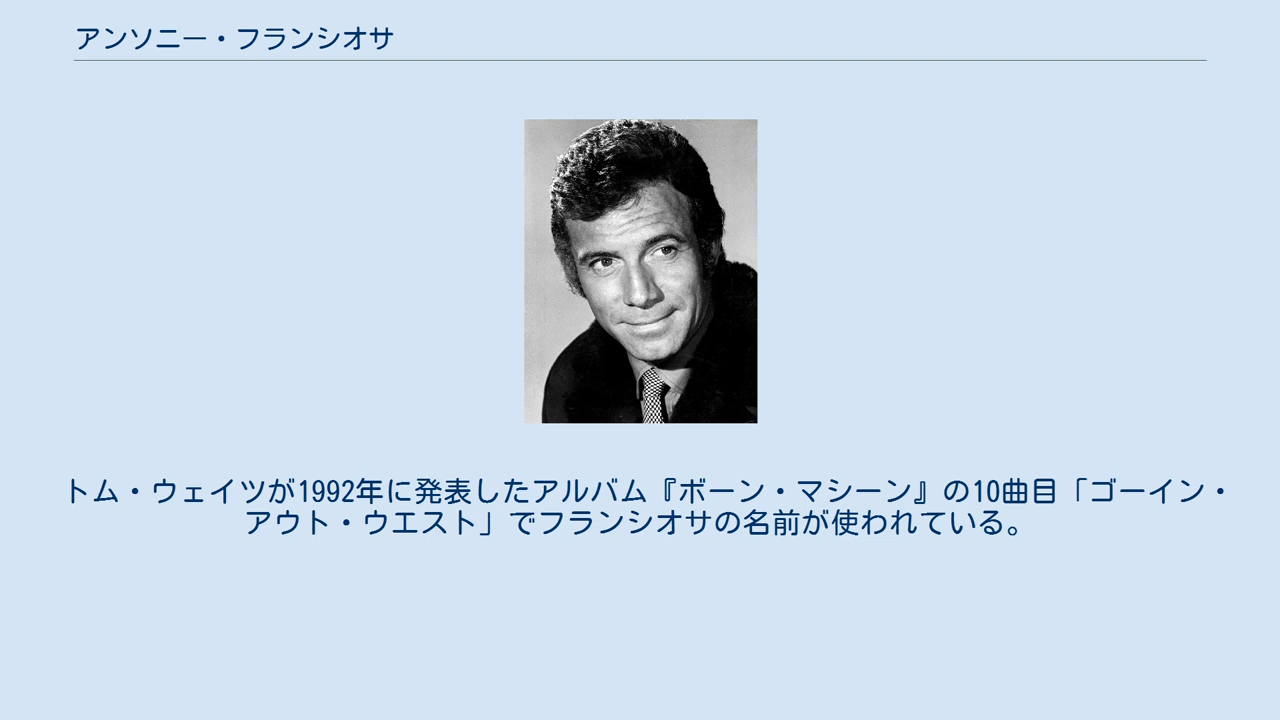 アンソニー・フランシオサ
トム・ウェイツが1992年に発表したアルバム『ボーン・マシーン』の10曲目「ゴーイン・
アウト・ウエスト」でフランシオサの名前が使われている。